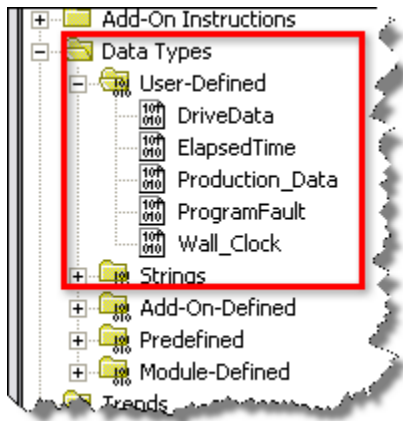 Add-On Instructions
Data Types
User-Defined
DriveData
ElapsedTime
Production_Data
ProgramFault
Wall_Clock
Strings
Add-On-Defined
Predefined
Module-Defined
Trends